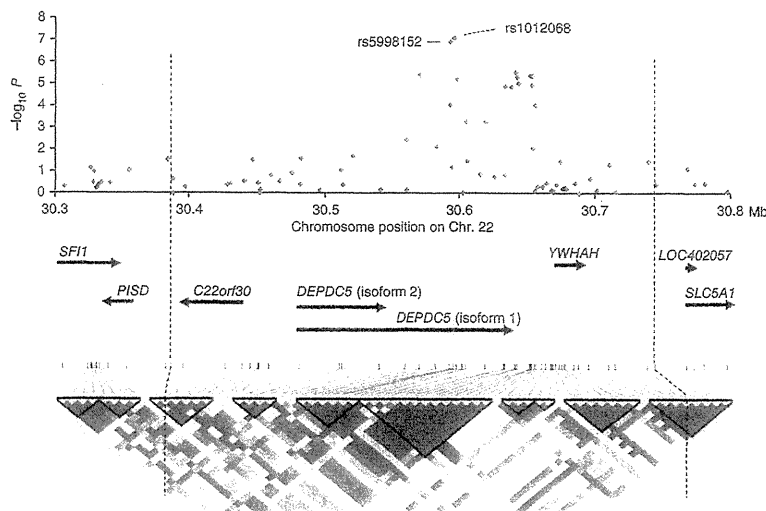 8
7
6
5
4
3
2
1
0
–log10 P
rs5998152
rs1012068
30.3 30.4 30.5 30.6 30.7 30.8 Mb
Chromosome position on Chr. 22
SFI1 YWHAH LOC402057
PISD C22orf30 DEPDC5 (isoform 2) SLC5A1
DEPDC5 (isoform 1)